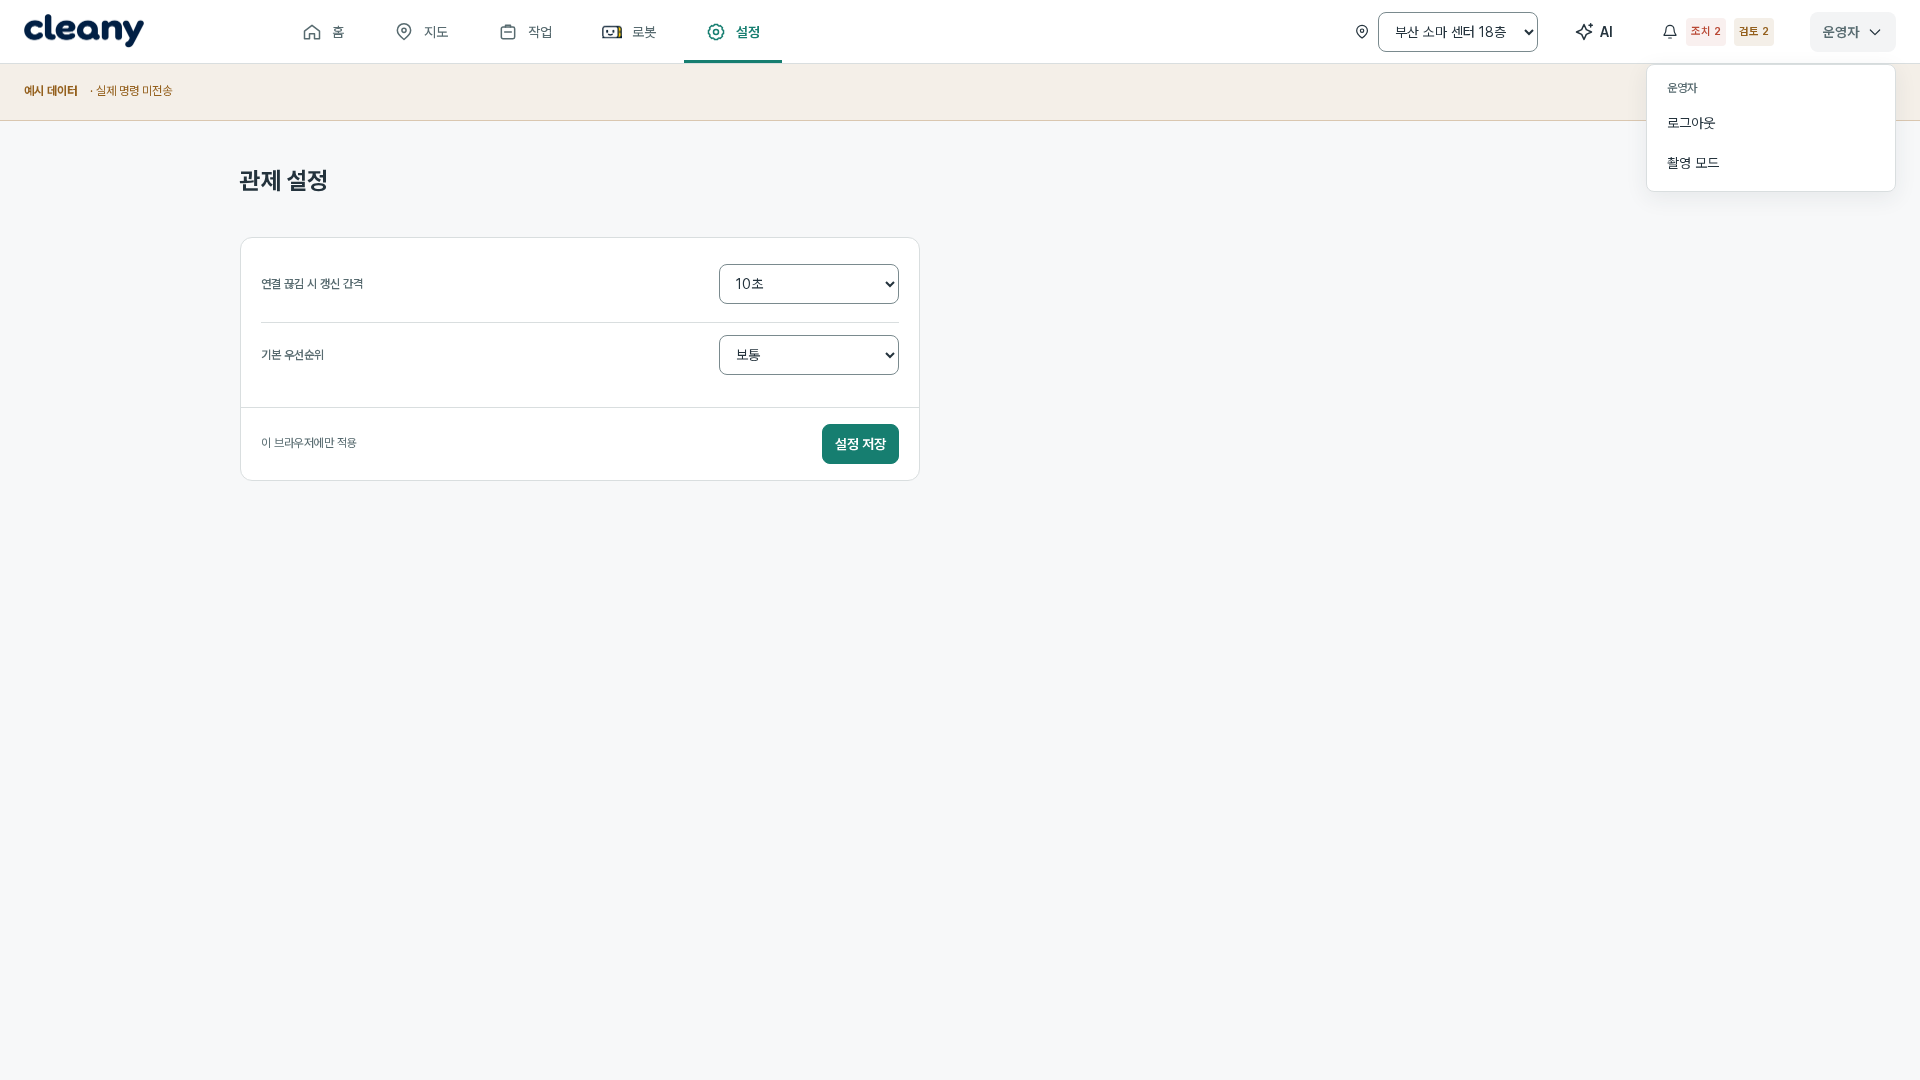 cleany
홈
지도
작업
로봇
설정
부산 소마 센터 18층
AI
조치 2
검토 2
운영자
예시 데이터 · 실제 명령 미전송
운영자
로그아웃
촬영 모드
관제 설정
연결 끊김 시 갱신 간격
10초
기본 우선순위
보통
이 브라우저에만 적용
설정 저장